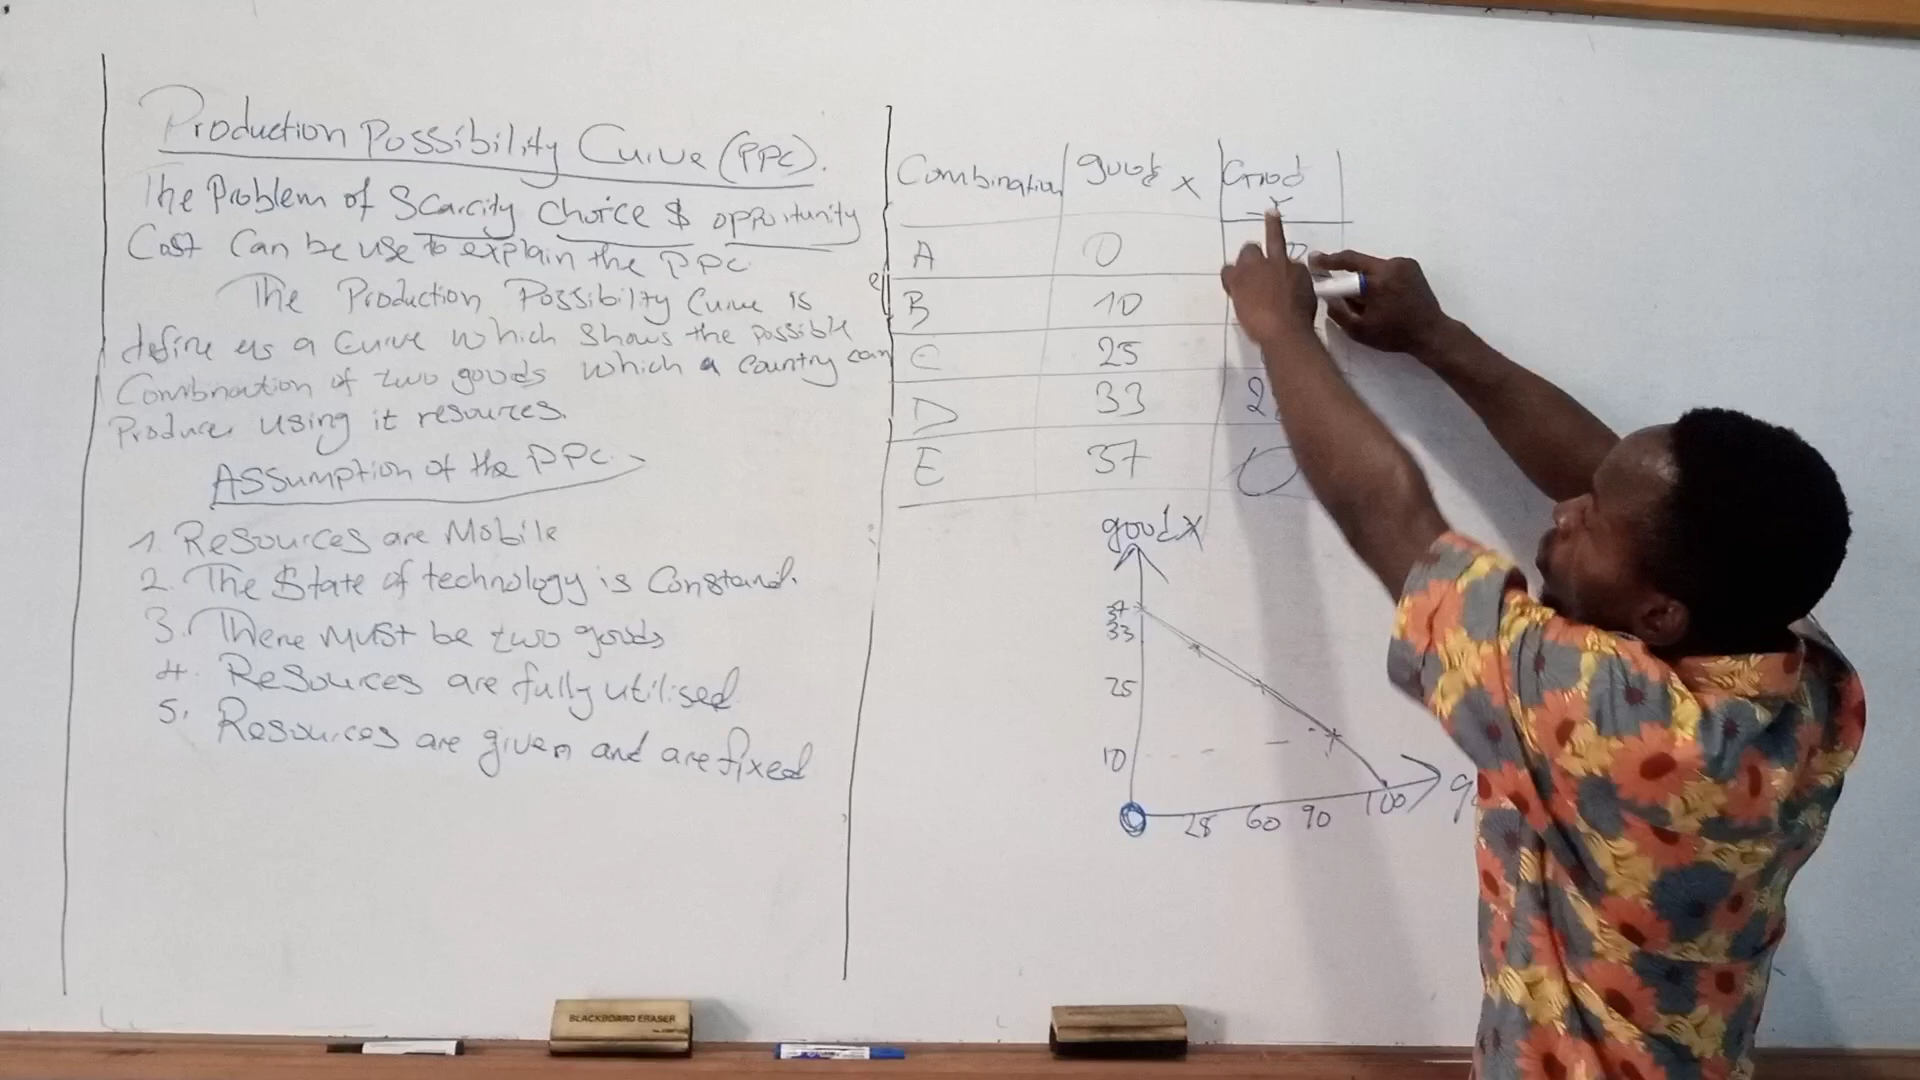 Production Possibility Curve (PPC).
The Problem of Scarcity Choice $ opportunity
Cost Can be use to explain the PPC
The Production Possibility Curve is
define as a Curve which shows the possible
Combination of two goods which a Country can
Produce using it resources.
Assumption of the PPC
1. Resources are Mobile
2. The State of technology is Constand.
3. There must be two goods
4. Resources are fully utilised
5. Resources are given and are fixed
Combination good X Good Y
A 0
B 10
C 25
D 33
E 37 0
good X
37
33
25
10
28 60 90 100
BLACKBOARD ERASER